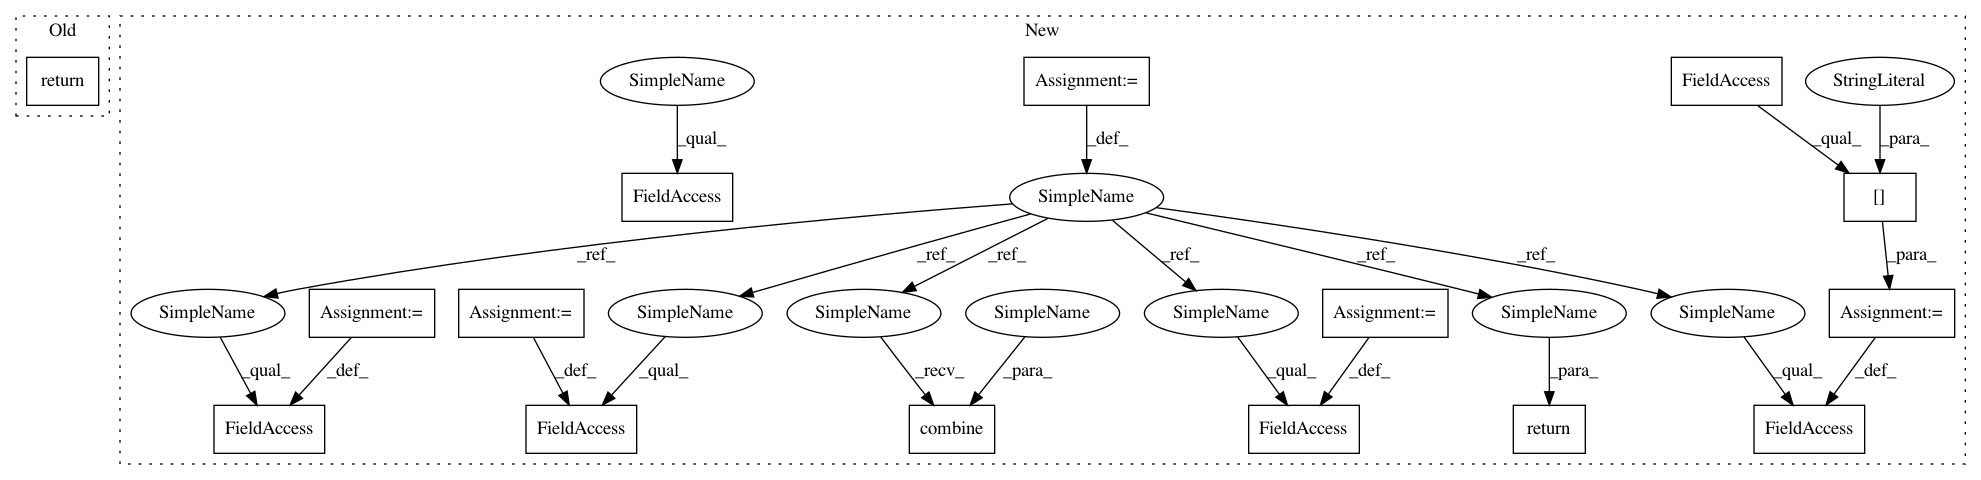 Old
New
return
SimpleName
Assignment:=
FieldAccess
StringLiteral
_qual_
_def_
_qual_
_para_
FieldAccess
SimpleName
[]
_ref_
_ref_
_ref_
_ref_
_ref_
_ref_
_para_
SimpleName
Assignment:=
Assignment:=
SimpleName
SimpleName
SimpleName
SimpleName
Assignment:=
SimpleName
SimpleName
Assignment:=
_qual_
_def_
_def_
_qual_
_recv_
_para_
_qual_
_def_
_para_
_qual_
_def_
FieldAccess
FieldAccess
combine
FieldAccess
return
FieldAccess